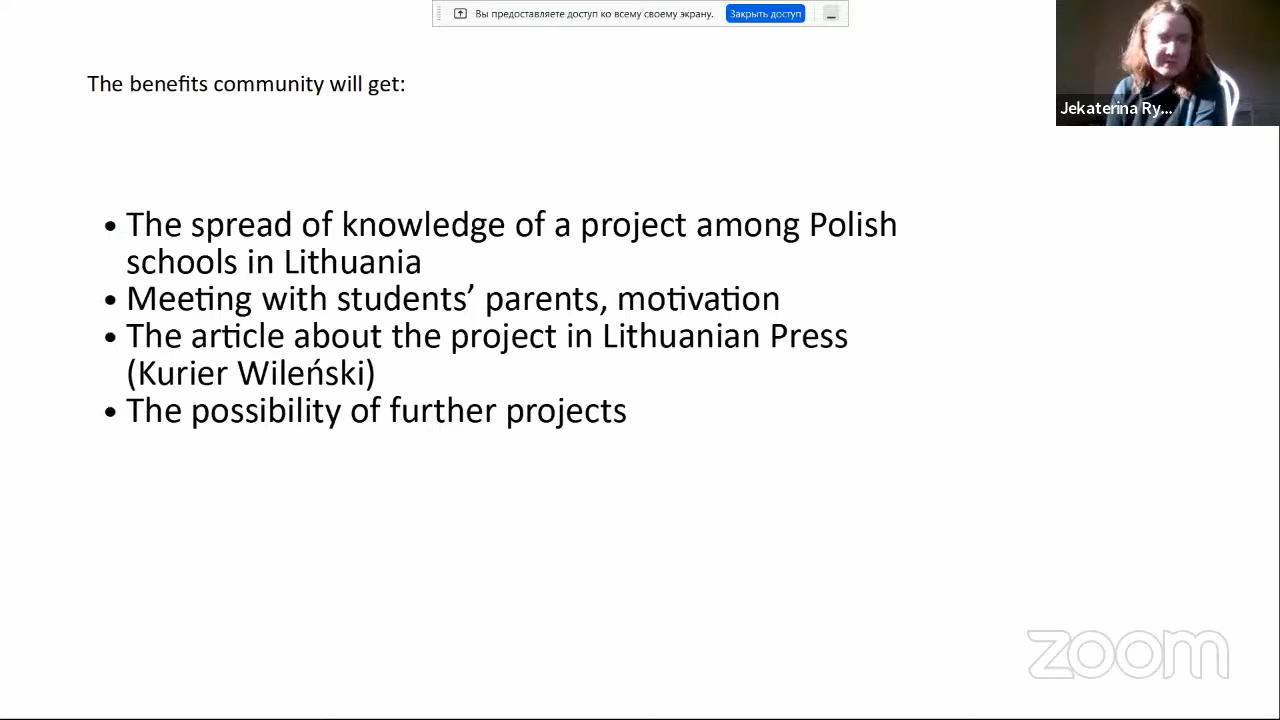 Вы предоставляете доступ ко всему своему экрану. Закрыть доступ
The benefits community will get:
Jekaterina Ry...
• The spread of knowledge of a project among Polish
schools in Lithuania
• Meeting with students’ parents, motivation
• The article about the project in Lithuanian Press
(Kurier Wileński)
• The possibility of further projects
zoom